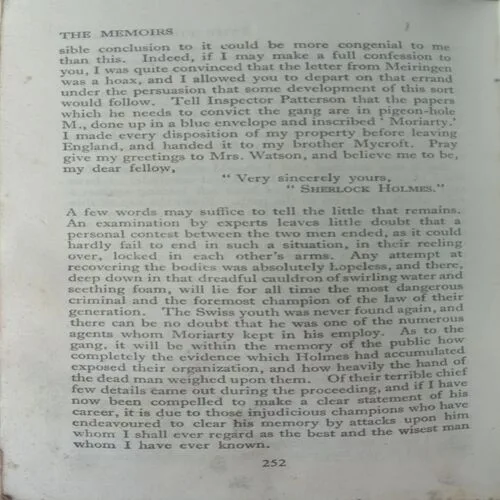 THE MEMOIRS
sible conclusion to it could be more congenial to me
than this. Indeed, if I may make a full confession to
you, I was quite convinced that the letter from Meiringen
was a hoax, and I allowed you to depart on that errand
under the persuasion that some development of this sort
would follow. Tell Inspector Patterson that the papers
which he needs to convict the gang are in pigeon-hole
M., done up in a blue envelope and inscribed ‘ Moriarty.’
I made every disposition of my property before leaving
England, and handed it to my brother Mycroft. Pray
give my greetings to Mrs. Watson, and believe me to be,
my dear fellow,
“ Very sincerely yours,
“ SHERLOCK HOLMES.”
A few words may suffice to tell the little that remains.
An examination by experts leaves little doubt that a
personal contest between the two men ended, as it could
hardly fail to end in such a situation, in their reeling
over, locked in each other's arms. Any attempt at
recovering the bodies was absolutely hopeless, and there,
deep down in that dreadful cauldron of swirling water and
seething foam, will lie for all time the most dangerous
criminal and the foremost champion of the law of their
generation. The Swiss youth was never found again, and
there can be no doubt that he was one of the numerous
agents whom Moriarty kept in his employ. As to the
gang, it will be within the memory of the public how
completely the evidence which Holmes had accumulated
exposed their organization, and how heavily the hand of
the dead man weighed upon them. Of their terrible chief
few details came out during the proceeding, and if I have
now been compelled to make a clear statement of his
career, it is due to those injudicious champions who have
endeavoured to clear his memory by attacks upon him
whom I shall ever regard as the best and the wisest man
whom I have ever known.
252